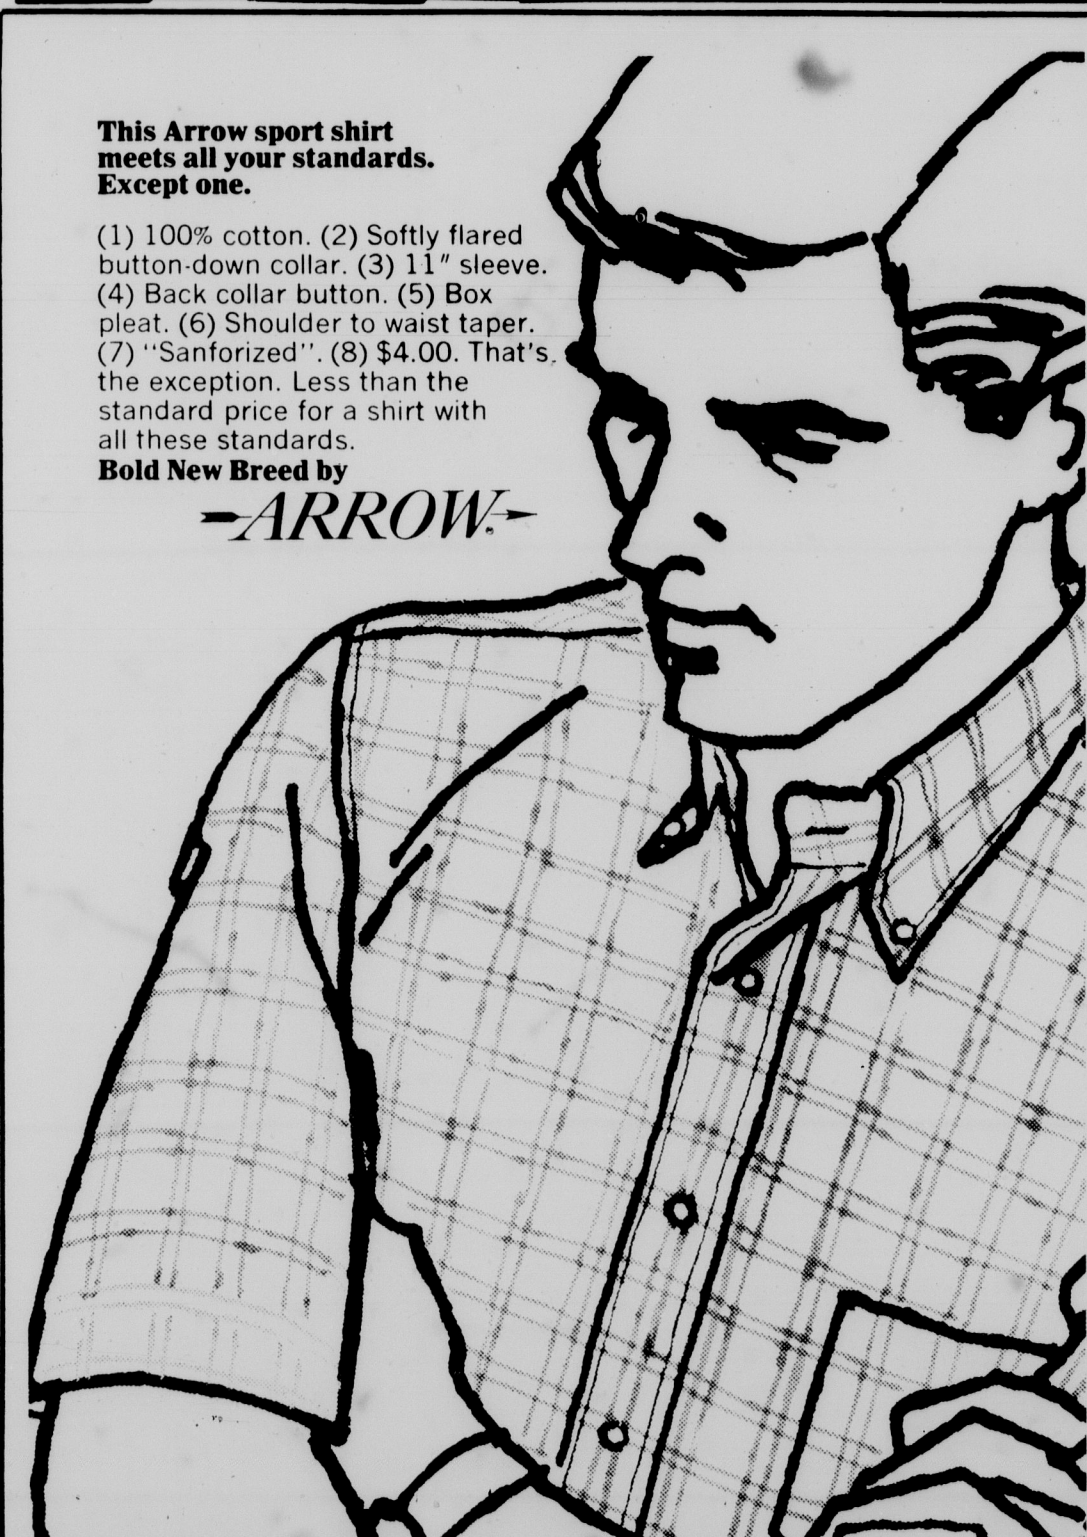 This Arrow sport shirt
meets all your standards.
Except one.
(1) 100% cotton. (2) Softly flared
button-down collar. (3) 11" sleeve.
(4) Back collar button. (5) Box
pleat. (6) Shoulder to waist taper.
(7) "Sanforized". (8) $4.00. That's
the exception. Less than the
standard price for a shirt with
all these standards.
Bold New Breed by
ARROW